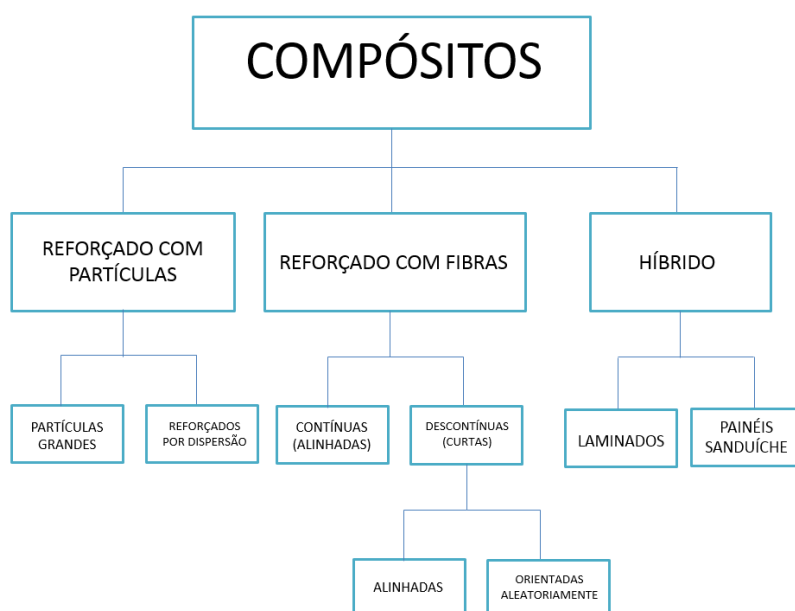 COMPÓSITOS
REFORÇADO COM
PARTÍCULAS
REFORÇADO COM FIBRAS
HÍBRIDO
PARTÍCULAS
GRANDES
REFORÇADOS
POR DISPERSÃO
CONTÍNUAS
(ALINHADAS)
DESCONTÍNUAS
(CURTAS)
LAMINADOS
PAINÉIS
SANDUÍCHE
ALINHADAS
ORIENTADAS
ALEATORIAMENTE